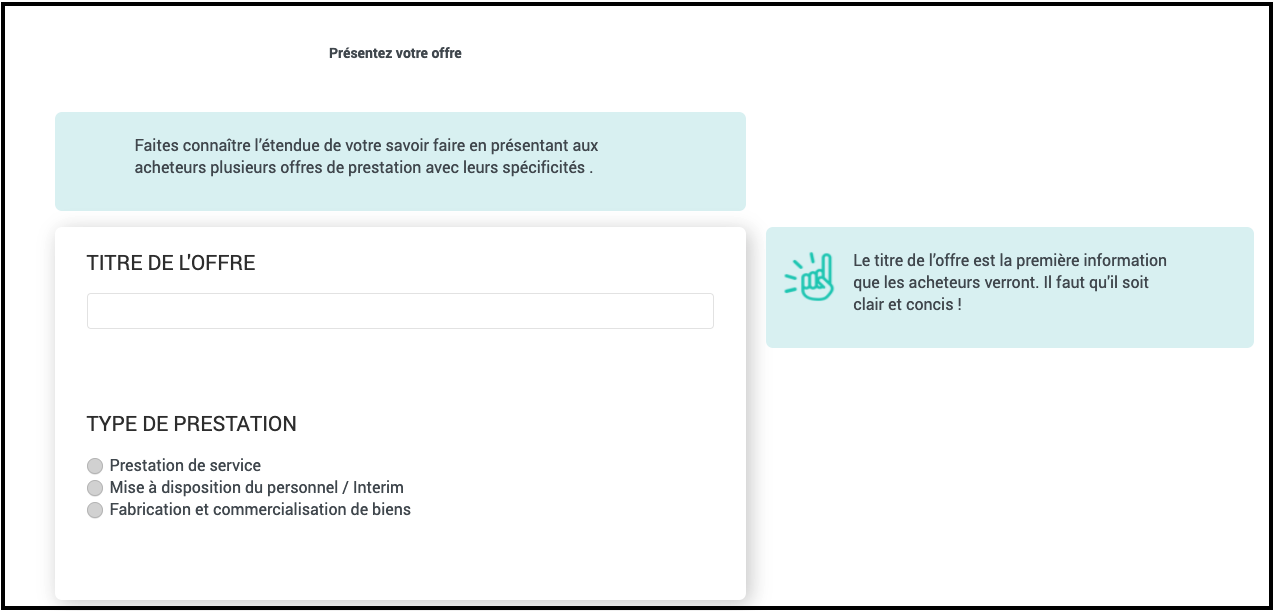 Présentez votre offre
Faites connaître l'étendue de votre savoir faire en présentant aux
acheteurs plusieurs offres de prestation avec leurs spécificités .
TITRE DE L'OFFRE
Le titre de l'offre est la première information
que les acheteurs verront. Il faut qu'il soit
clair et concis !
TYPE DE PRESTATION
Prestation de service
Mise à disposition du personnel / Interim
Fabrication et commercialisation de biens